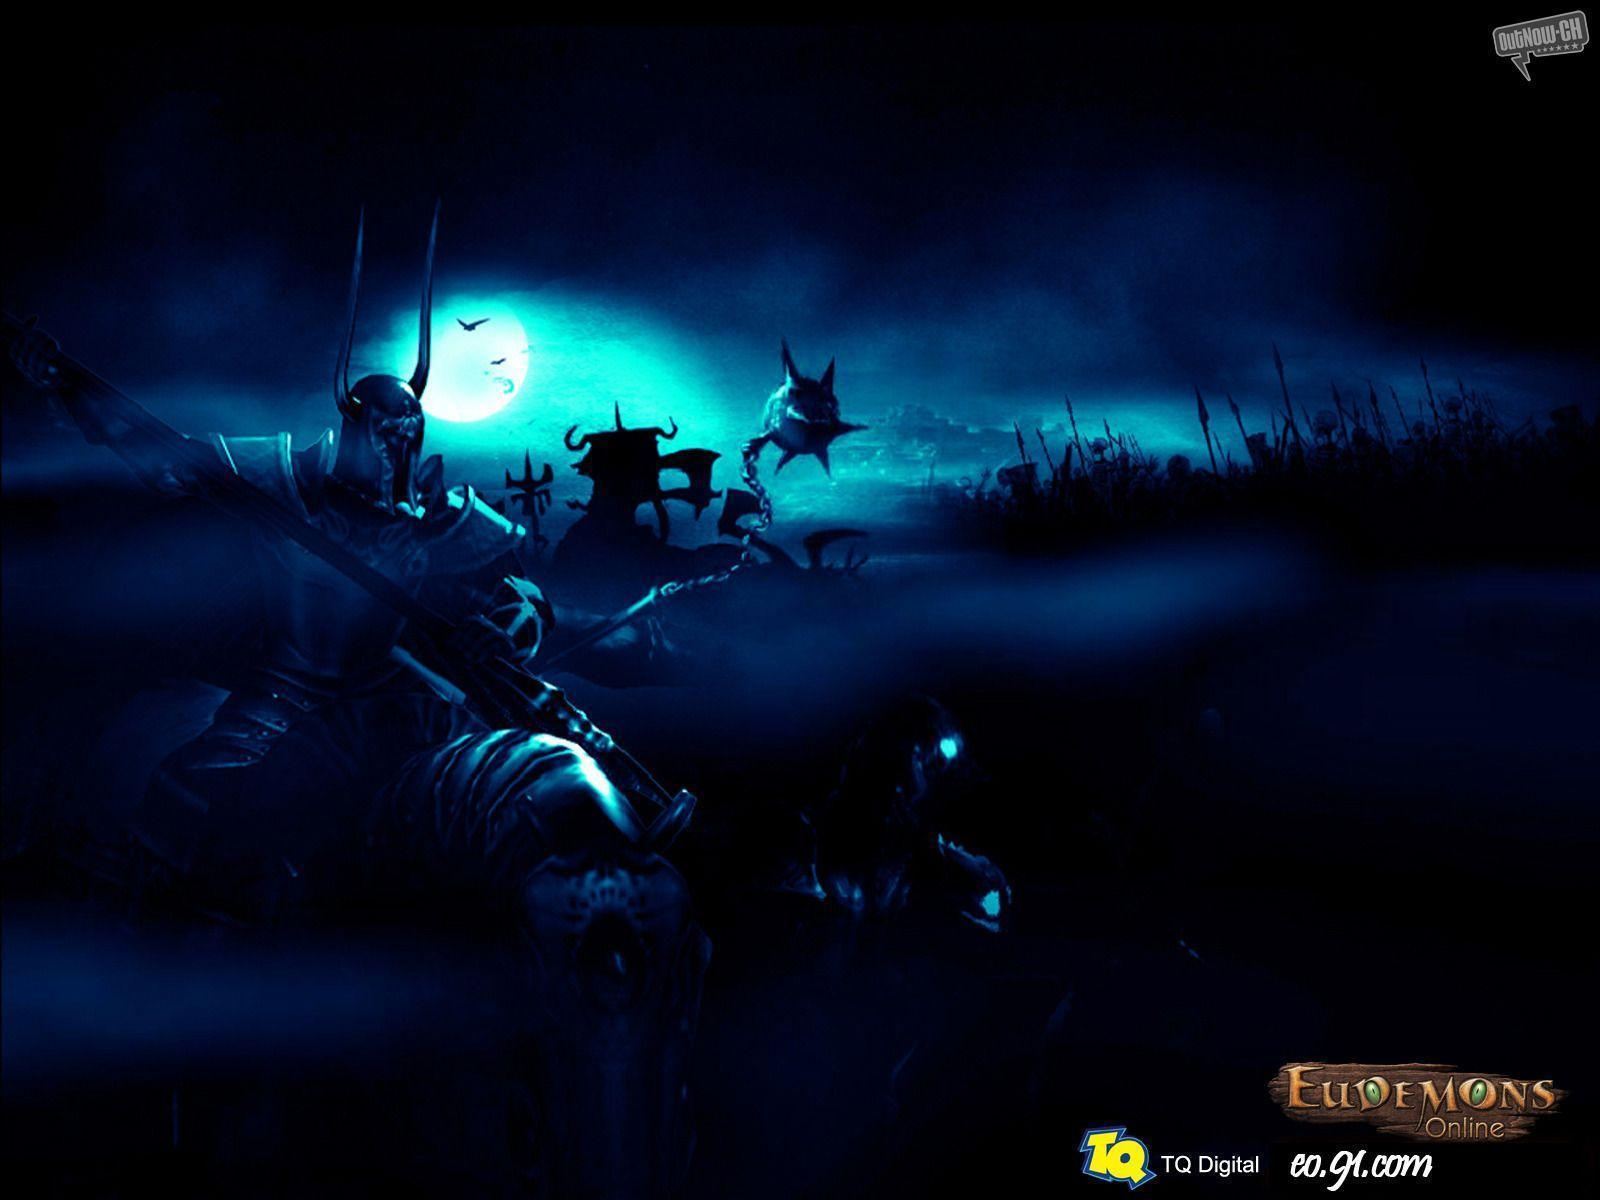 OutNow.CH
EUDEMONS
Online
TQ TQ Digital eo.91.com